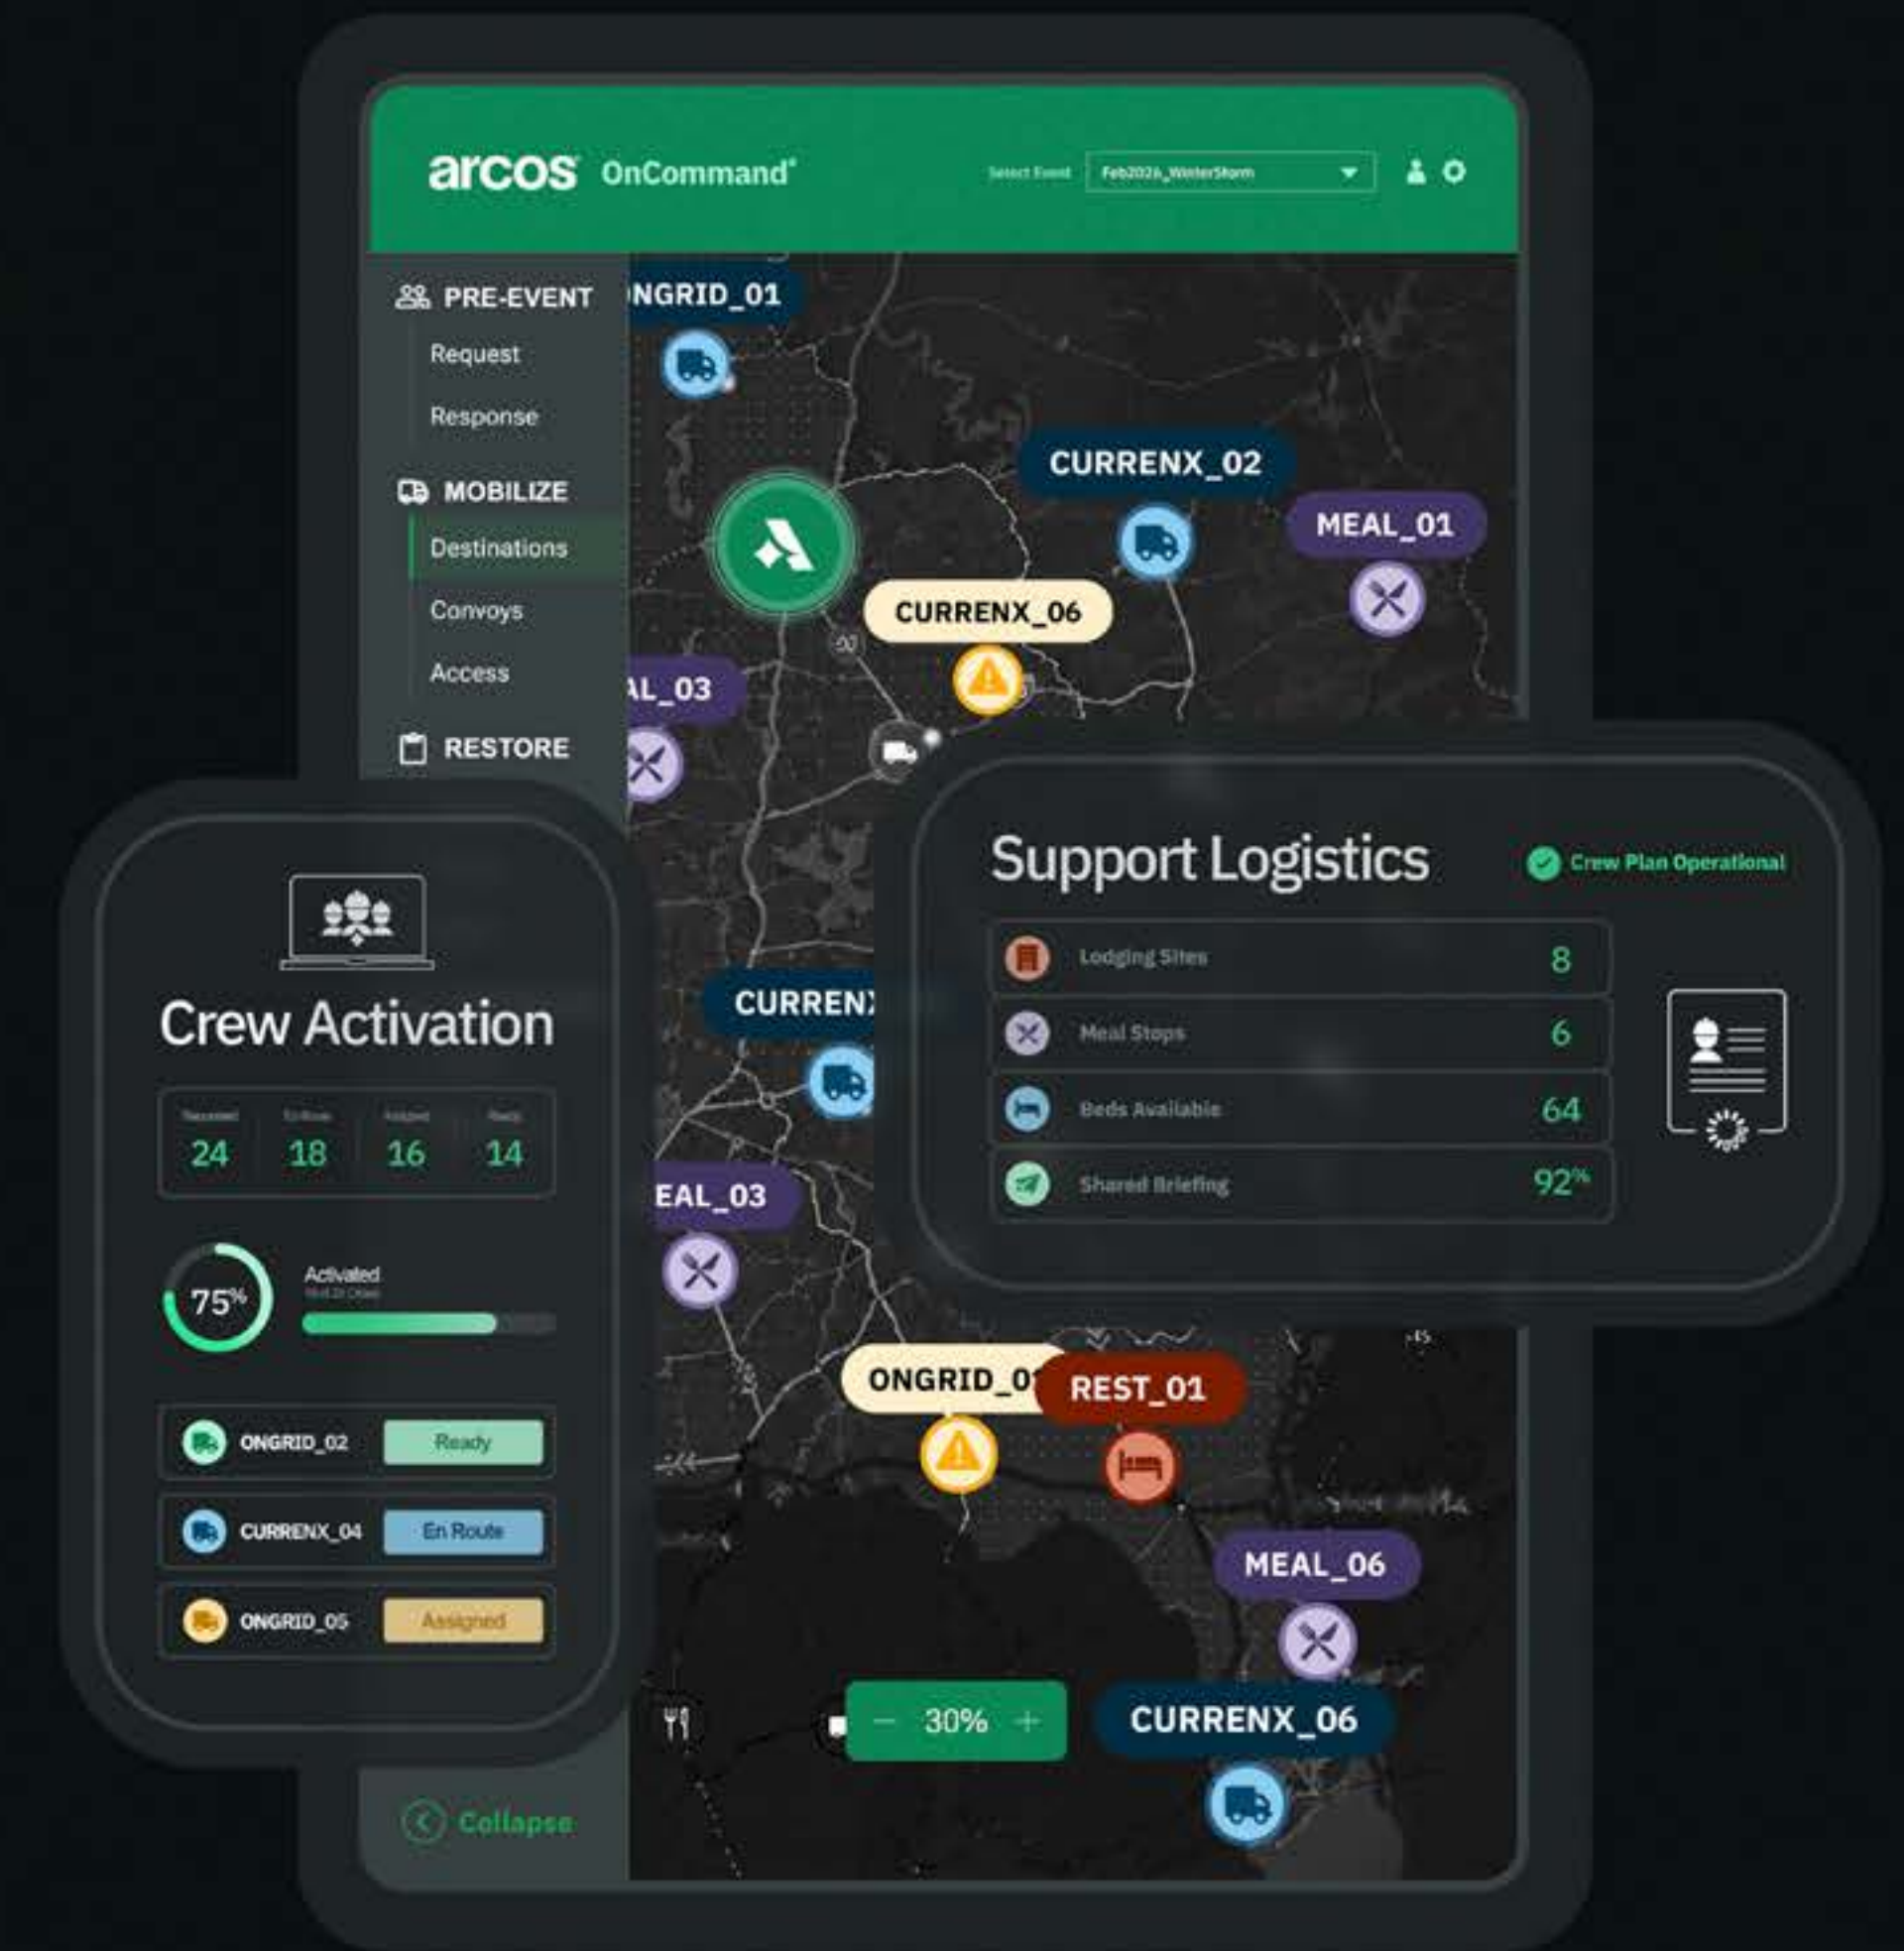 arcos OnCommand®
Select Event Feb2026_WinterStorm
PRE-EVENT
Request
Response
MOBILIZE
Destinations
Convoys
Access
RESTORE
Collapse
NGRID_01
CURRENX_02
MEAL_01
CURRENX_06
AL_03
CURREN
EAL_03
ONGRID_0
REST_01
MEAL_06
30%
CURRENX_06
Crew Activation
24 18 16 14
75%
Activated
ONGRID_02 Ready
CURRENX_04 En Route
ONGRID_05 Assigned
Support Logistics
Crew Plan Operational
Lodging Sites 8
Meal Stops 6
Beds Available 64
Shared Briefing 92%